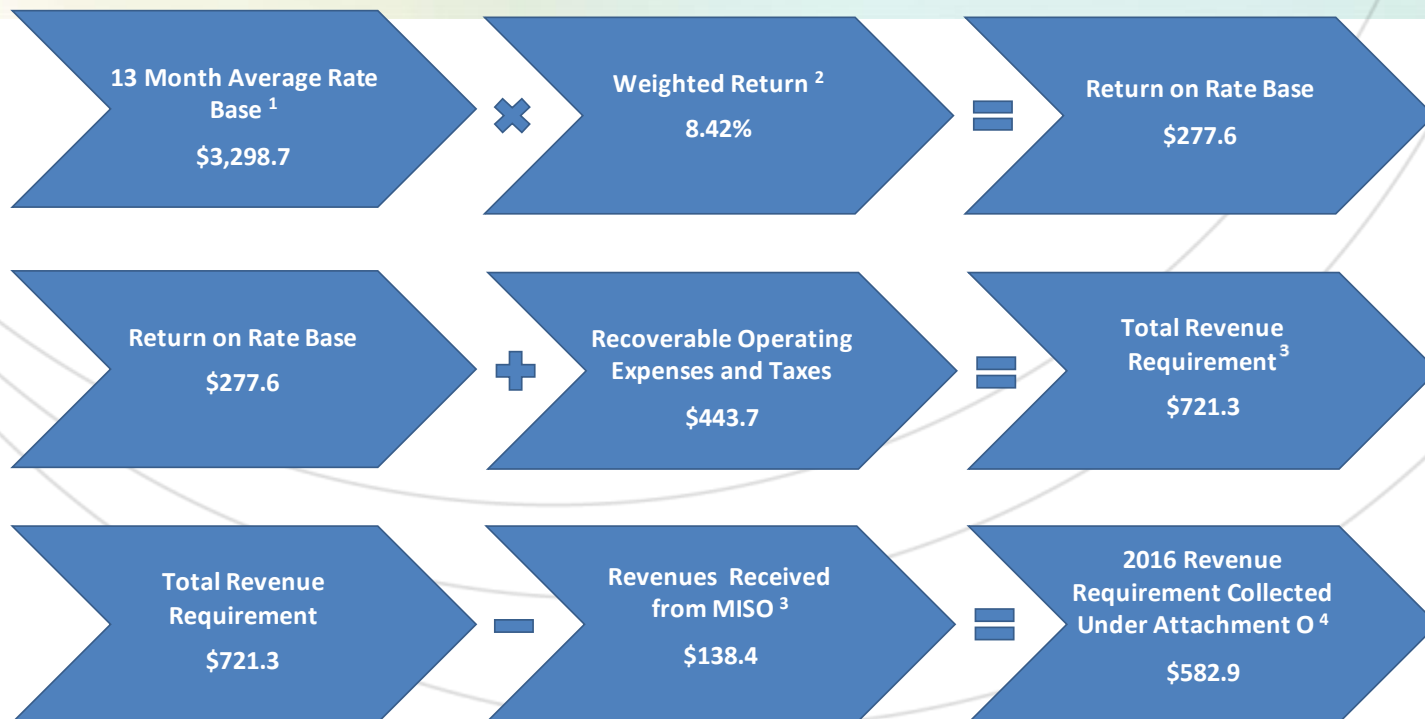 13 Month Average Rate
Base 1
$3,298.7
Weighted Return 2
8.42%
Return on Rate Base
$277.6
Return on Rate Base
$277.6
Recoverable Operating
Expenses and Taxes
$443.7
Total Revenue
Requirement 3
$721.3
Total Revenue
Requirement
$721.3
Revenues Received
from MISO 3
$138.4
2016 Revenue
Requirement Collected
Under Attachment O 4
$582.9